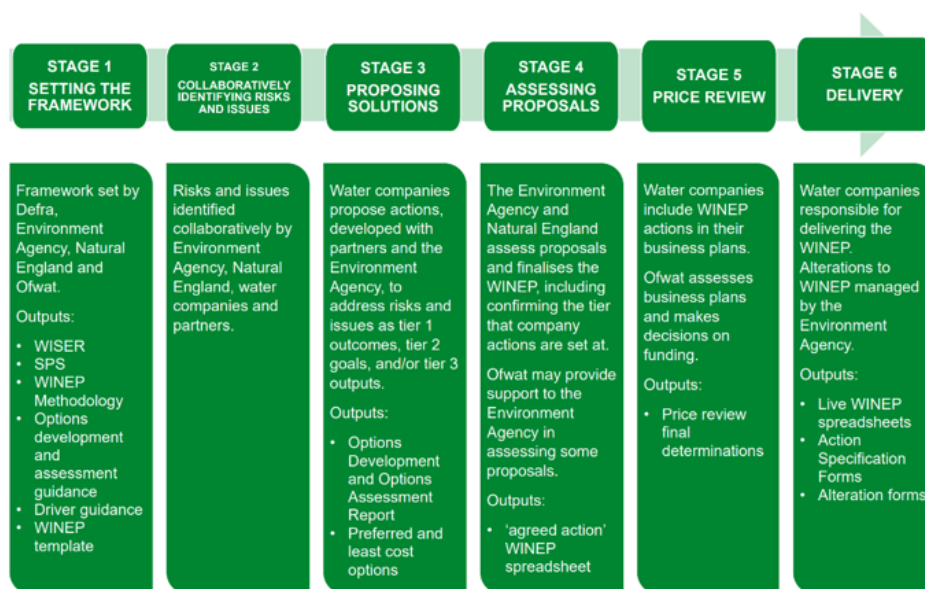 STAGE 1
SETTING THE
FRAMEWORK
STAGE 2
COLLABORATIVELY
IDENTIFYING RISKS
AND ISSUES
STAGE 3
PROPOSING
SOLUTIONS
STAGE 4
ASSESSING
PROPOSALS
STAGE 5
PRICE REVIEW
STAGE 6
DELIVERY
Framework set by
Defra,
Environment
Agency, Natural
England and
Ofwat.
Outputs:
• WISER
• SPS
• WINEP
Methodology
• Options
development
and
assessment
guidance
• Driver guidance
• WINEP
template
Risks and issues
identified
collaboratively by
Environment
Agency, Natural
England, water
companies and
partners.
Water companies
propose actions,
developed with
partners and the
Environment
Agency, to
address risks and
issues as tier 1
outcomes, tier 2
goals, and/or tier 3
outputs.
Outputs:
• Options
Development
and Options
Assessment
Report
• Preferred and
least cost
options
The Environment
Agency and
Natural England
assess proposals
and finalises the
WINEP, including
confirming the tier
that company
actions are set at.
Ofwat may provide
support to the
Environment
Agency in
assessing some
proposals.
Outputs:
• ‘agreed action’
WINEP
spreadsheet
Water companies
include WINEP
actions in their
business plans.
Ofwat assesses
business plans
and makes
decisions on
funding.
Outputs:
• Price review
final
determinations
Water companies
responsible for
delivering the
WINEP.
Alterations to
WINEP managed
by the
Environment
Agency.
Outputs:
• Live WINEP
spreadsheets
• Action
Specification
Forms
• Alteration forms